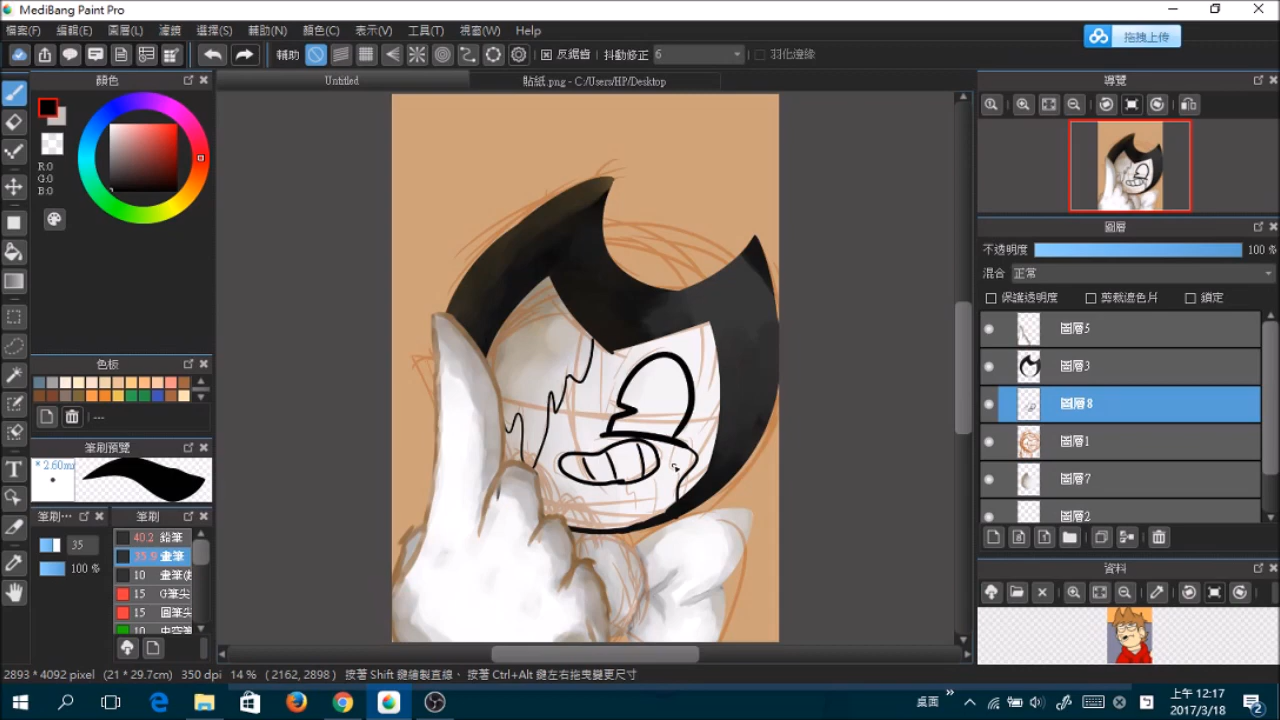 MediBang Paint Pro
檔案(F) 編輯(E) 圖層(L) 濾鏡 選擇(S) 輔助(N) 顏色(C) 表示(V) 工具(T) 視窗(W) Help
拖拽上传
輔助 反鋸齒 抖動修正 6 羽化邊緣
顏色
Untitled
貼紙.png - C:/Users/HP/Desktop
導覽
R:0
G:0
B:0
圖層
不透明度 100 %
混合 正常
保護透明度 剪裁遮色片 鎖定
圖層5
圖層3
圖層8
圖層1
圖層7
圖層2
色板
---
筆刷預覽
筆刷⋯ 筆刷
35
100 %
40.2 鉛筆
35.9 畫筆
10
15 G筆尖
15 圓筆尖
10
資料
2893 * 4092 pixel (21 * 29.7cm) 350 dpi 14 % ( 2162, 2898 ) 按著 Shift 鍵繪製直線、按著 Ctrl+Alt 鍵左右拖曳變更尺寸
桌面
上午 12:17
2017/3/18
2